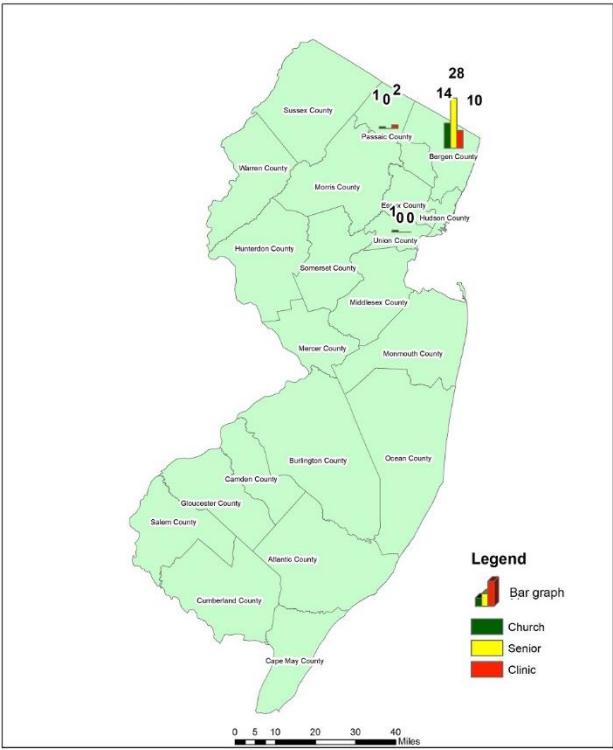 28
14 10
1 0 2
Sussex County
Passaic County
Bergen County
Warren County
Morris County
Essex County
Hudson County
1 0 0
Union County
Hunterdon County
Somerset County
Middlesex County
Mercer County
Monmouth County
Burlington County
Ocean County
Camden County
Gloucester County
Salem County
Atlantic County
Cumberland County
Cape May County
Legend
Bar graph
Church
Senior
Clinic
0 5 10 20 30 40
Miles